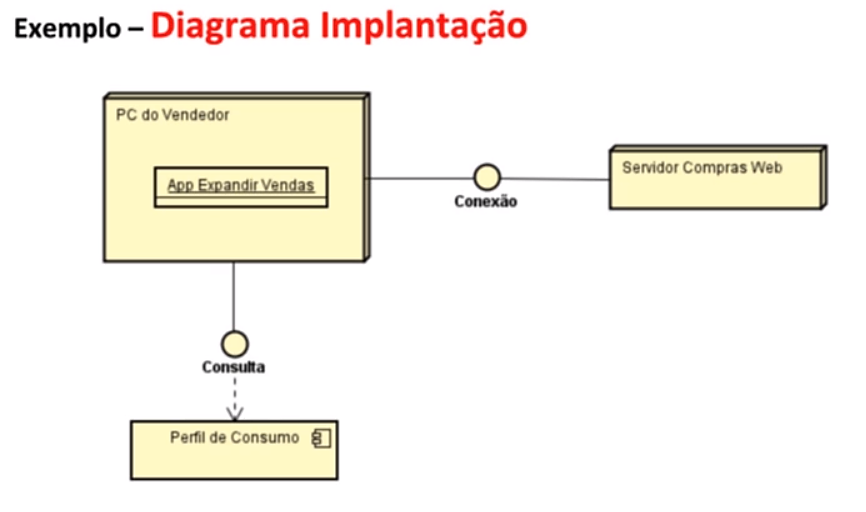 Exemplo – Diagrama Implantação
PC do Vendedor
App Expandir Vendas
Conexão
Servidor Compras Web
Consulta
Perfil de Consumo